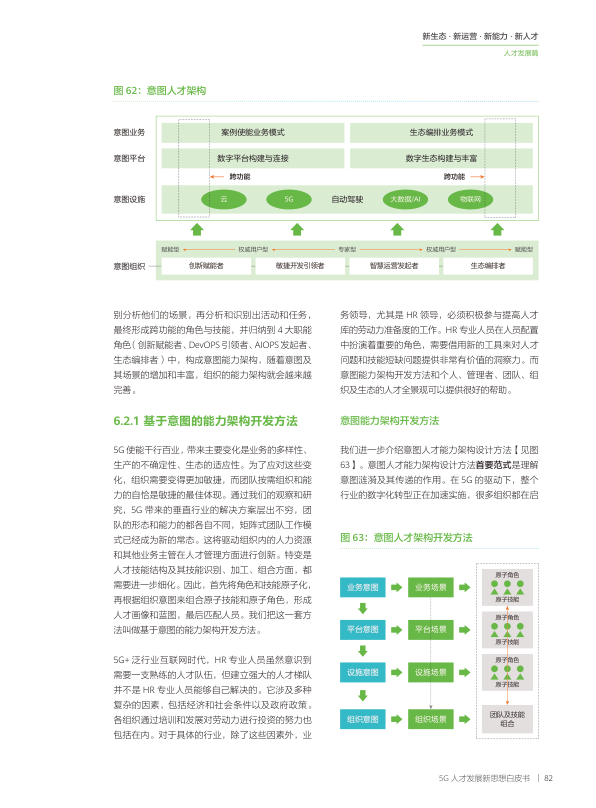 新生态 · 新运营 · 新能力 · 新人才
人才发展篇
图 62：意图人才架构
意图业务
案例使能业务模式
生态编排业务模式
意图平台
数字平台构建与连接
数字生态构建与丰富
跨功能
跨功能
意图设施
云
5G
自动驾驶
大数据/AI
物联网
赋能型
权威用户型
专家型
权威用户型
赋能型
意图组织
创新赋能者
敏捷开发引领者
智慧运营发起者
生态编排者
别分析他们的场景，再分析和识别出活动和任务，
最终形成跨功能的角色与技能，并归纳到 4 大职能
角色（创新赋能者、DevOPS 引领者、AIOPS 发起者、
生态编排者）中，构成意图能力架构，随着意图及
其场景的增加和丰富，组织的能力架构就会越来越
完善。
6.2.1 基于意图的能力架构开发方法
5G 使能千行百业，带来主要变化是业务的多样性、
生产的不确定性、生态的适应性。为了应对这些变
化，组织需要变得更加敏捷，而团队按需组织和能
力的自恰是敏捷的最佳体现。通过我们的观察和研
究，5G 带来的垂直行业的解决方案层出不穷，团
队的形态和能力的都各自不同，矩阵式团队工作模
式已经成为新的常态。这将驱动组织内的人力资源
和其他业务主管在人才管理方面进行创新。特变是
人才技能结构及其技能识别、加工、组合方面，都
需要进一步细化。因此，首先将角色和技能原子化，
再根据组织意图来组合原子技能和原子角色，形成
人才画像和蓝图，最后匹配人员。我们把这一套方
法叫做基于意图的能力架构开发方法。
5G+ 泛行业互联网时代，HR 专业人员虽然意识到
需要一支熟练的人才队伍，但建立强大的人才梯队
并不是 HR 专业人员能够自己解决的，它涉及多种
复杂的因素，包括经济和社会条件以及政府政策。
各组织通过培训和发展对劳动力进行投资的努力也
包括在内。对于具体的行业，除了这些因素外，业
务领导，尤其是 HR 领导，必须积极参与提高人才
库的劳动力准备度的工作。HR 专业人员在人员配置
中扮演着重要的角色，需要借用新的工具来对人才
问题和技能短缺问题提供非常有价值的洞察力。而
意图能力架构开发方法和个人、管理者、团队、组
织及生态的人才全景观可以提供很好的帮助。
意图能力架构开发方法
我们进一步介绍意图人才能力架构设计方法【见图
63】。意图人才能力架构设计方法首要范式是理解
意图涟漪及其传递的作用。在 5G 的驱动下，整个
行业的数字化转型正在加速实施，很多组织都在启
图 63：意图人才架构开发方法
业务意图
业务场景
原子角色
原子技能
平台意图
平台场景
原子角色
原子技能
设施意图
设施场景
原子角色
原子技能
组织意图
组织场景
团队及技能
组合
5G 人才发展新思想白皮书 | 82